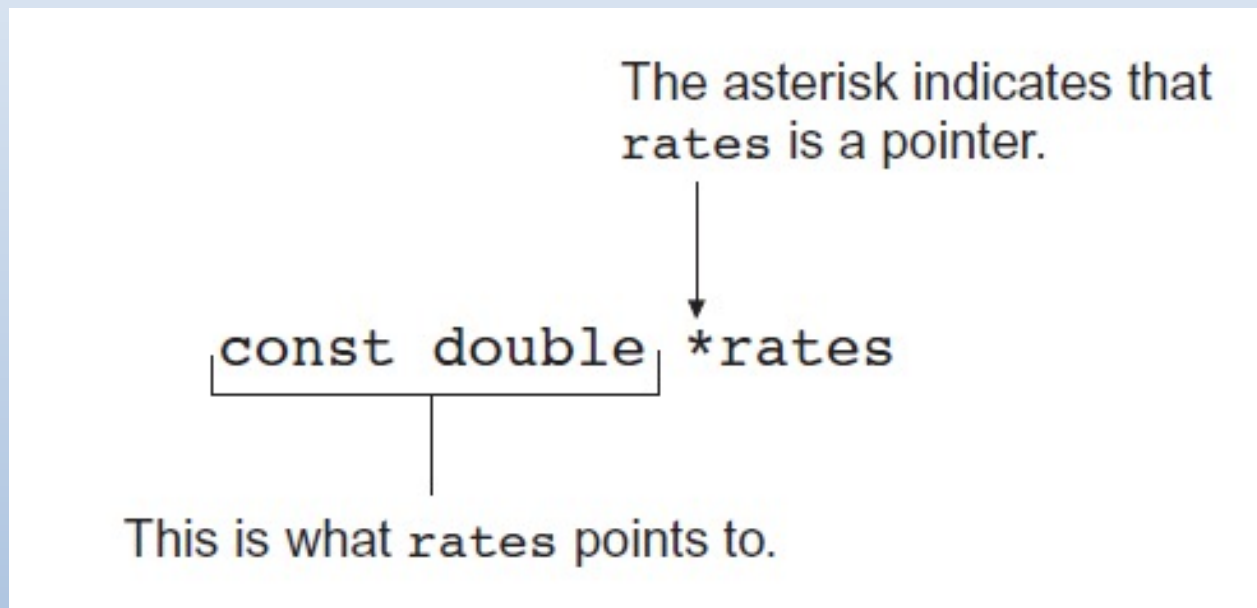 The asterisk indicates that
rates is a pointer.
const double *rates
This is what rates points to.